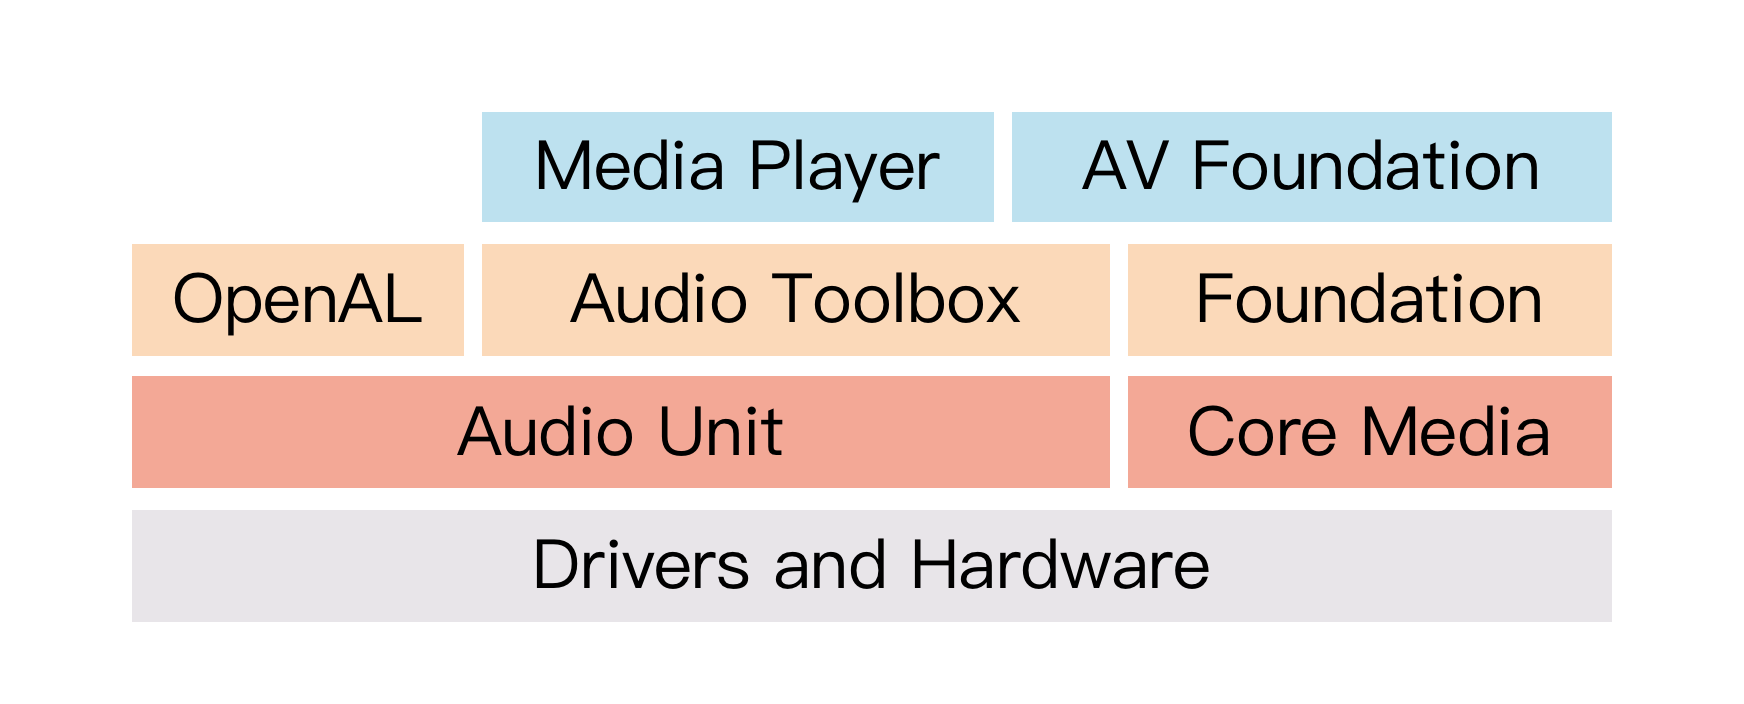 Media Player
AV Foundation
OpenAL
Audio Toolbox
Foundation
Audio Unit
Core Media
Drivers and Hardware